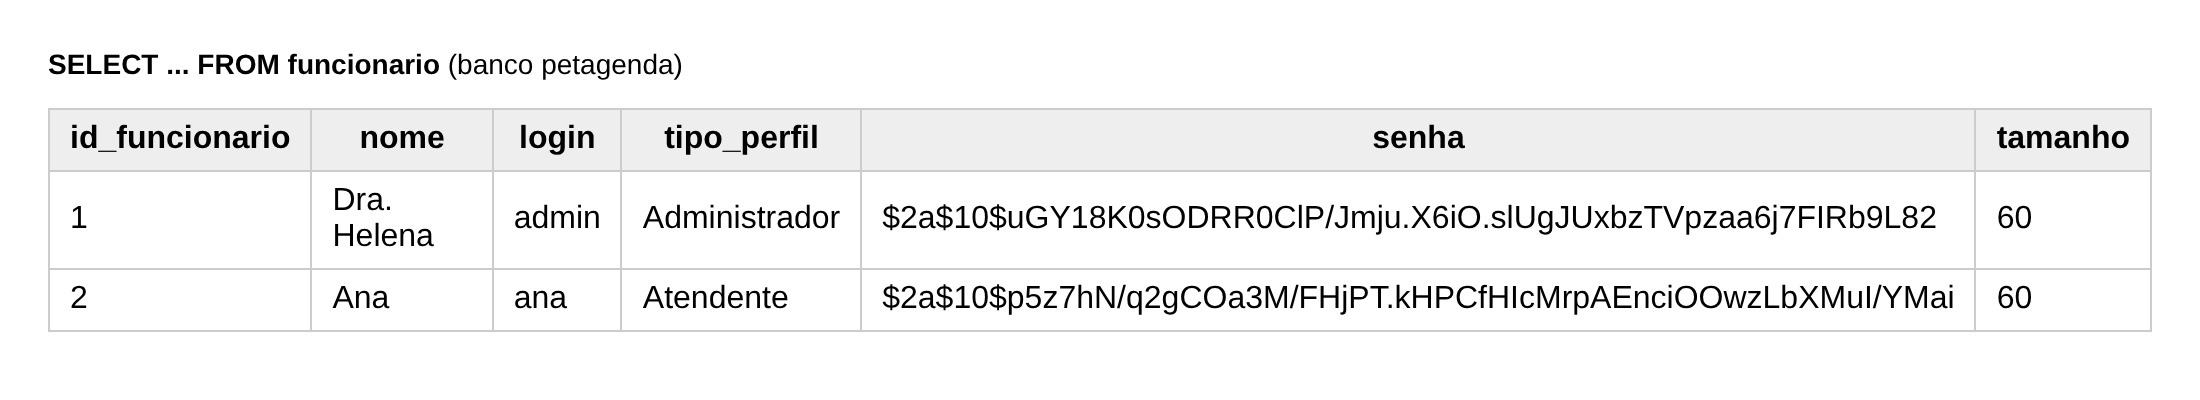 SELECT ... FROM funcionario (banco petagenda)
id_funcionario nome login tipo_perfil senha tamanho
1 Dra. Helena admin Administrador $2a$10$uGY18K0sODRR0ClP/Jmju.X6iO.slUgJUxbzTVpzaa6j7FIRb9L82 60
2 Ana ana Atendente $2a$10$p5z7hN/q2gCOa3M/FHjPT.kHPCfHIcMrpAEnciOOwzLbXMuI/YMai 60